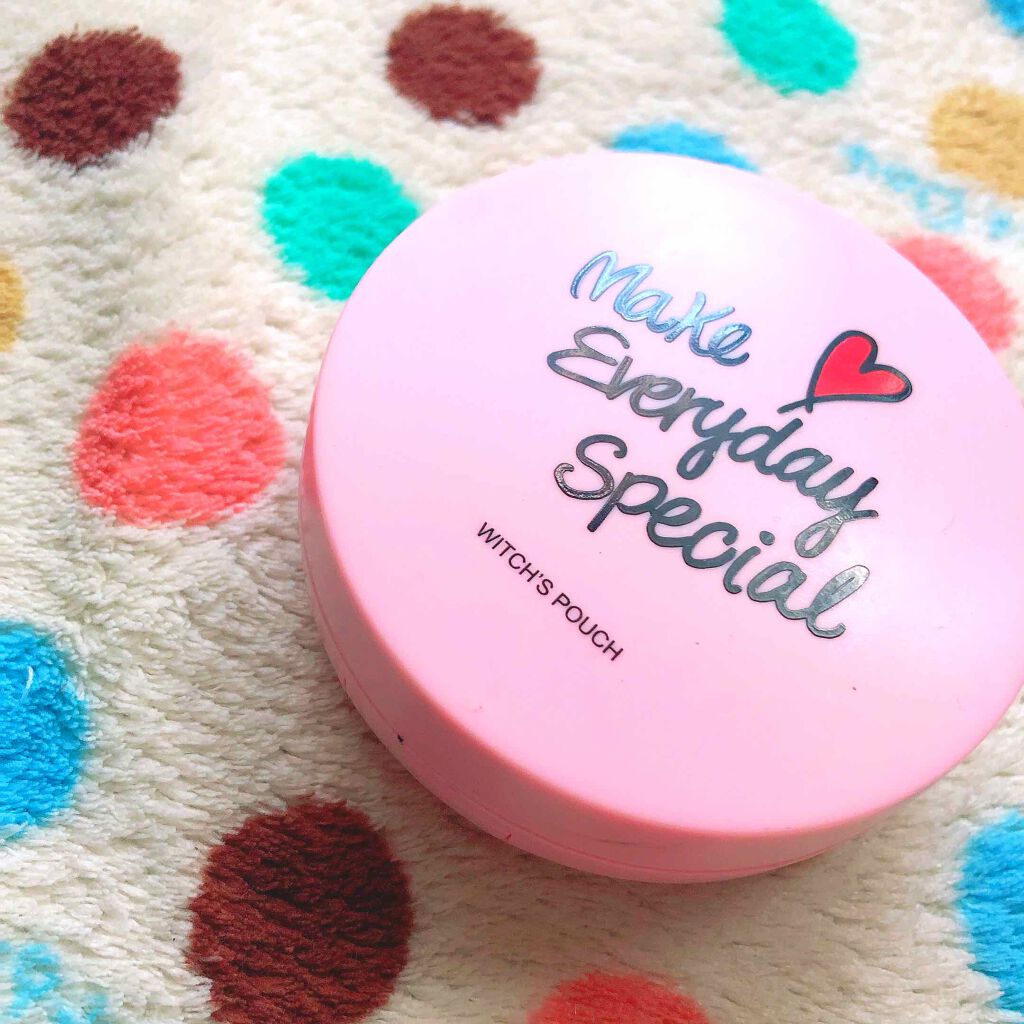 Make
Everyday
Special
WITCH'S POUCH